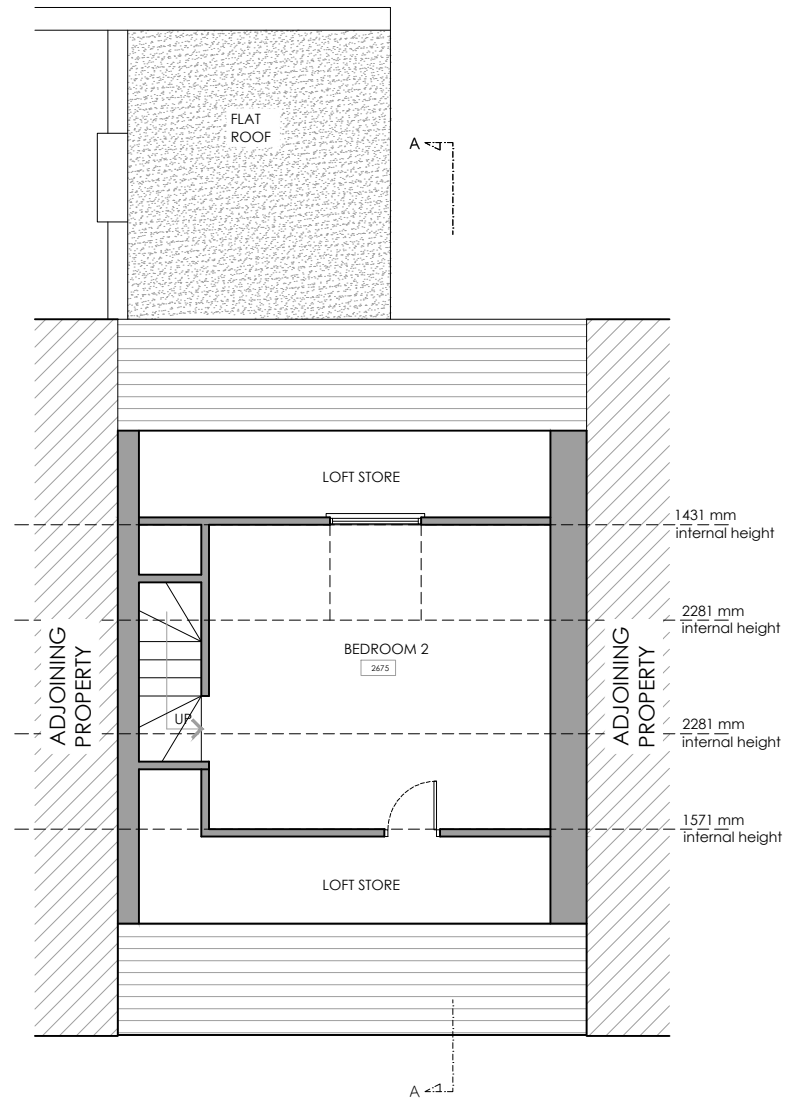 FLAT
ROOF
A
LOFT STORE
1431 mm
internal height
2281 mm
internal height
ADJOINING
PROPERTY
BEDROOM 2
2675
ADJOINING
PROPERTY
UP
2281 mm
internal height
1571 mm
internal height
LOFT STORE
A